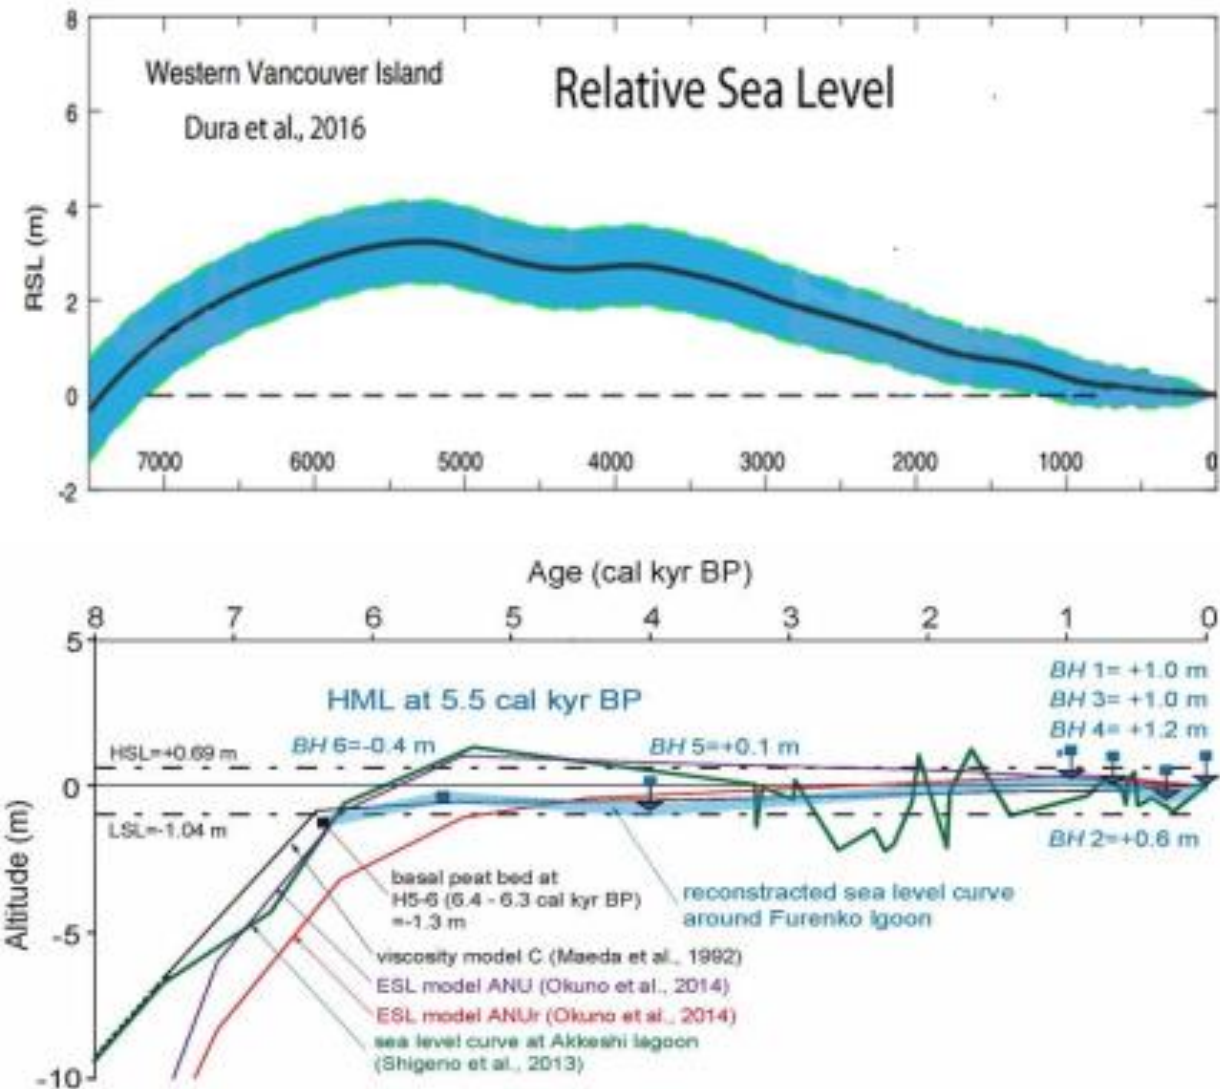 8
Western Vancouver Island
Relative Sea Level
Dura et al., 2016
6
4
RSL (m)
2
0
7000 6000 5000 4000 3000 2000 1000 0
-2
Age (cal kyr BP)
8 7 6 5 4 3 2 1 0
5
BH 1= +1.0 m
HML at 5.5 cal kyr BP
BH 3= +1.0 m
BH 4= +1.2 m
HSL=+0.69 m
BH 6=-0.4 m
BH 5=+0.1 m
0
LSL=-1.04 m
BH 2=+0.6 m
Altitude (m)
basal peat bed at
H5-6 (6.4 - 6.3 cal kyr BP)
=-1.3 m
reconstracted sea level curve
around Furenko lgoon
-5
viscosity model C (Maeda et al., 1992)
ESL model ANU (Okuno et al., 2014)
ESL model ANUr (Okuno et al., 2014)
sea level curve at Akkeshi lagoon
(Shigeno et al., 2013)
-10